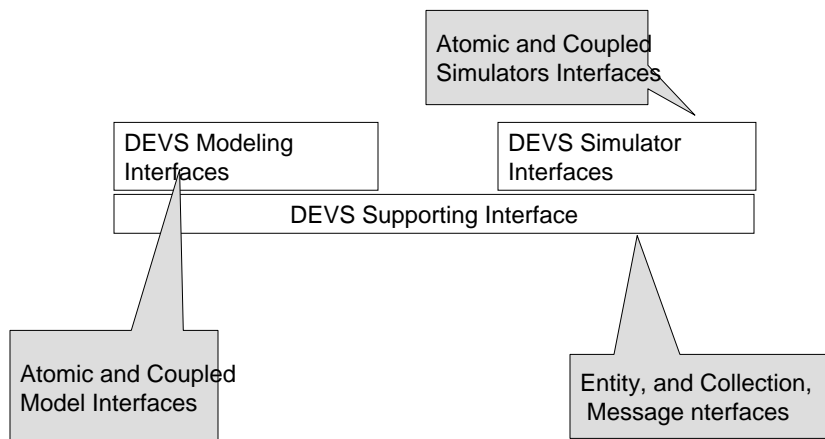 Atomic and Coupled
Simulators Interfaces
DEVS Modeling
Interfaces
DEVS Simulator
Interfaces
DEVS Supporting Interface
Atomic and Coupled
Model Interfaces
Entity, and Collection,
Message nterfaces